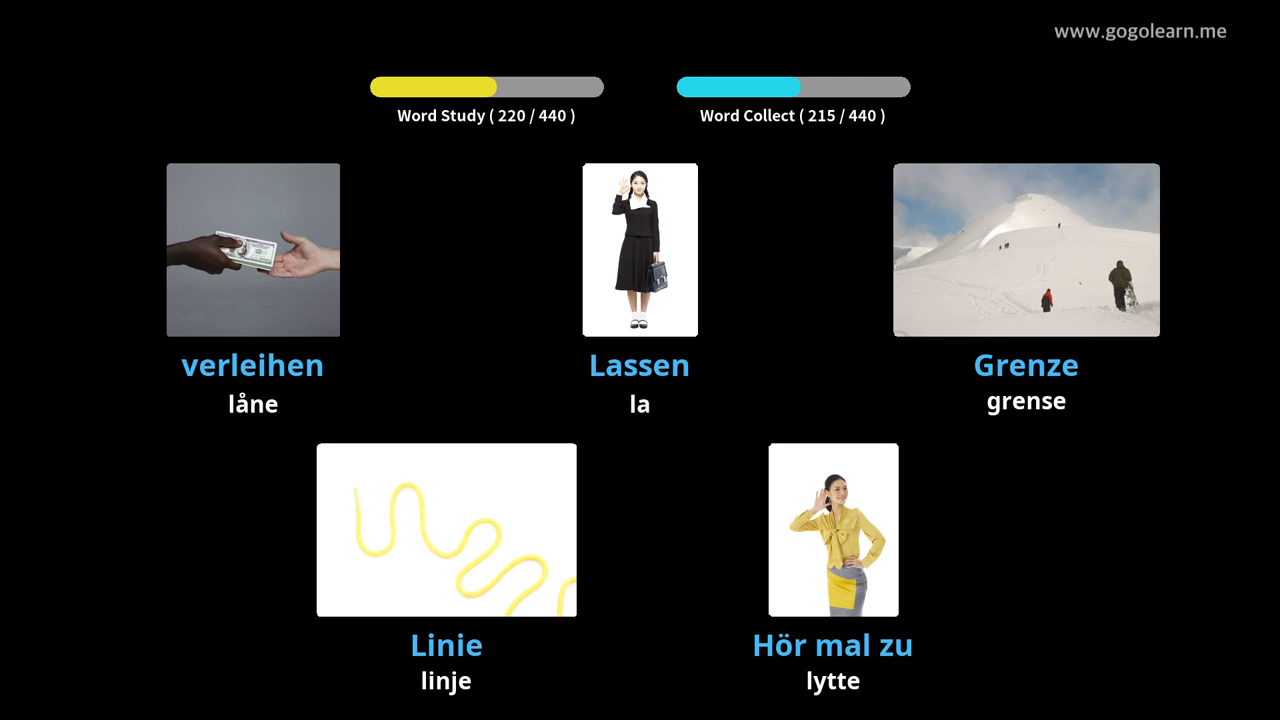 www.gogolearn.me
Word Study ( 220 / 440 )
Word Collect ( 215 / 440 )
verleihen
låne
Lassen
la
Grenze
grense
Linie
linje
Hör mal zu
lytte